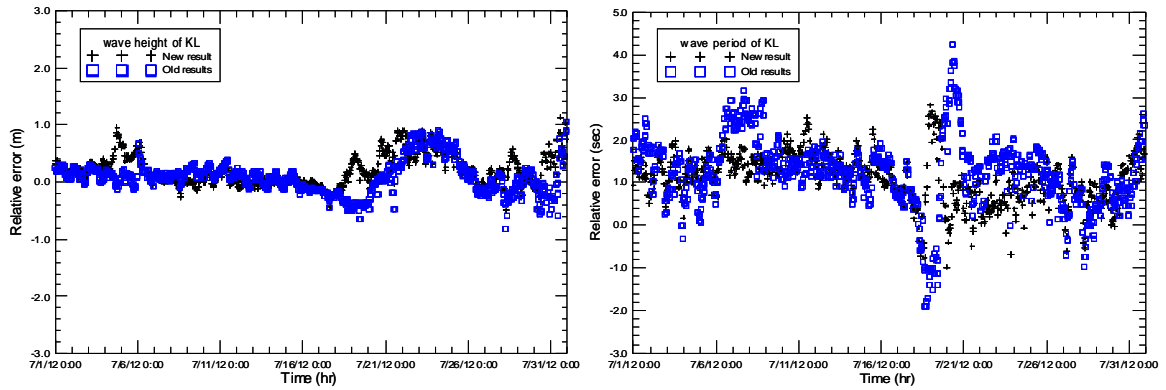 wave height of KL
New result
Old results
3.0
2.0
1.0
0.0
-1.0
-2.0
-3.0
Relative error (m)
7/1/12 0:00 7/6/12 0:00 7/11/12 0:00 7/16/12 0:00 7/21/12 0:00 7/26/12 0:00 7/31/12 0:00
Time (hr)
wave period of KL
New result
Old results
5.0
4.0
3.0
2.0
1.0
0.0
-1.0
-2.0
-3.0
Relative error (sec)
7/1/12 0:00 7/6/12 0:00 7/11/12 0:00 7/16/12 0:00 7/21/12 0:00 7/26/12 0:00 7/31/12 0:00
Time (hr)